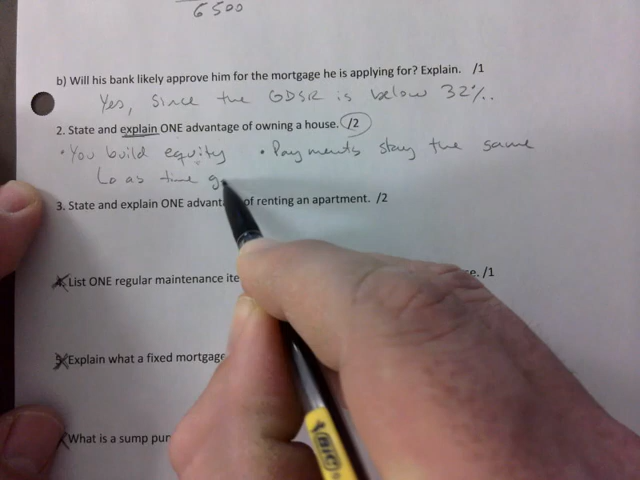 6500
b) Will his bank likely approve him for the mortgage he is applying for? Explain. /1
Yes, Since the GDSR is below 32%.
2. State and explain ONE advantage of owning a house. /2
• You build equity • Payments stay the same
as time g
3. State and explain ONE advant of renting an apartment. /2
4. List ONE regular maintenance ite e. /1
5. Explain what a fixed mortgage
What is a sump pu
BIC